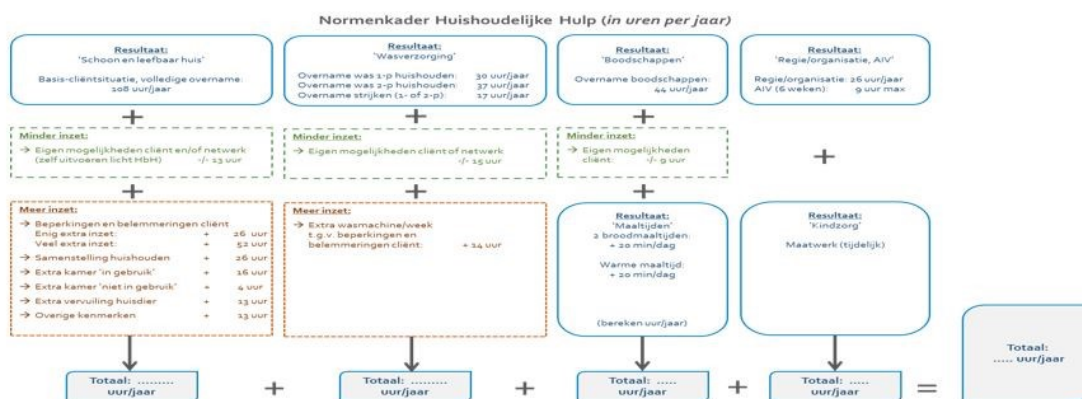 Normenkader Huishoudelijke Hulp (in uren per jaar)
Resultaat:
'Schoon en leefbaar huis'
Basis-cliëntsituatie, volledige overname:
108 uur/jaar
Resultaat:
'Wasverzorging'
Overname was 1-p huishouden: 30 uur/jaar
Overname was 2-p huishouden: 37 uur/jaar
Overname strijken (1- of 2-p): 17 uur/jaar
Resultaat:
'Boodschappen'
Overname boodschappen:
44 uur/jaar
Resultaat:
'Regie/organisatie, AIV'
Regie/organisatie: 26 uur/jaar
AIV (6 weken): 9 uur max
+ + +
Minder inzet:
→ Eigen mogelijkheden cliënt en/of netwerk
(zelf uitvoeren licht HbH) -/- 13 uur
Minder inzet:
→ Eigen mogelijkheden cliënt of netwerk
-/- 15 uur
Minder inzet:
→ Eigen mogelijkheden
cliënt: -/- 9 uur
+
+ + +
Meer inzet:
→ Beperkingen en belemmeringen cliënt
Enig extra inzet: + 26 uur
Veel extra inzet: + 52 uur
→ Samenstelling huishouden + 26 uur
→ Extra kamer 'in gebruik' + 16 uur
→ Extra kamer 'niet in gebruik' + 4 uur
→ Extra vervuiling huisdier + 13 uur
→ Overige kenmerken + 13 uur
Meer inzet:
→ Extra wasmachine/week
t.g.v. beperkingen en
belemmeringen cliënt: + 14 uur
Resultaat:
'Maaltijden'
2 broodmaaltijden:
+ 20 min/dag
Warme maaltijd:
+ 20 min/dag
(bereken uur/jaar)
Resultaat:
'Kindzorg'
Maatwerk (tijdelijk)
Totaal: .........
uur/jaar
+
Totaal: .........
uur/jaar
+
Totaal: .....
uur/jaar
+
Totaal: .....
uur/jaar
=
Totaal:
..... uur/jaar